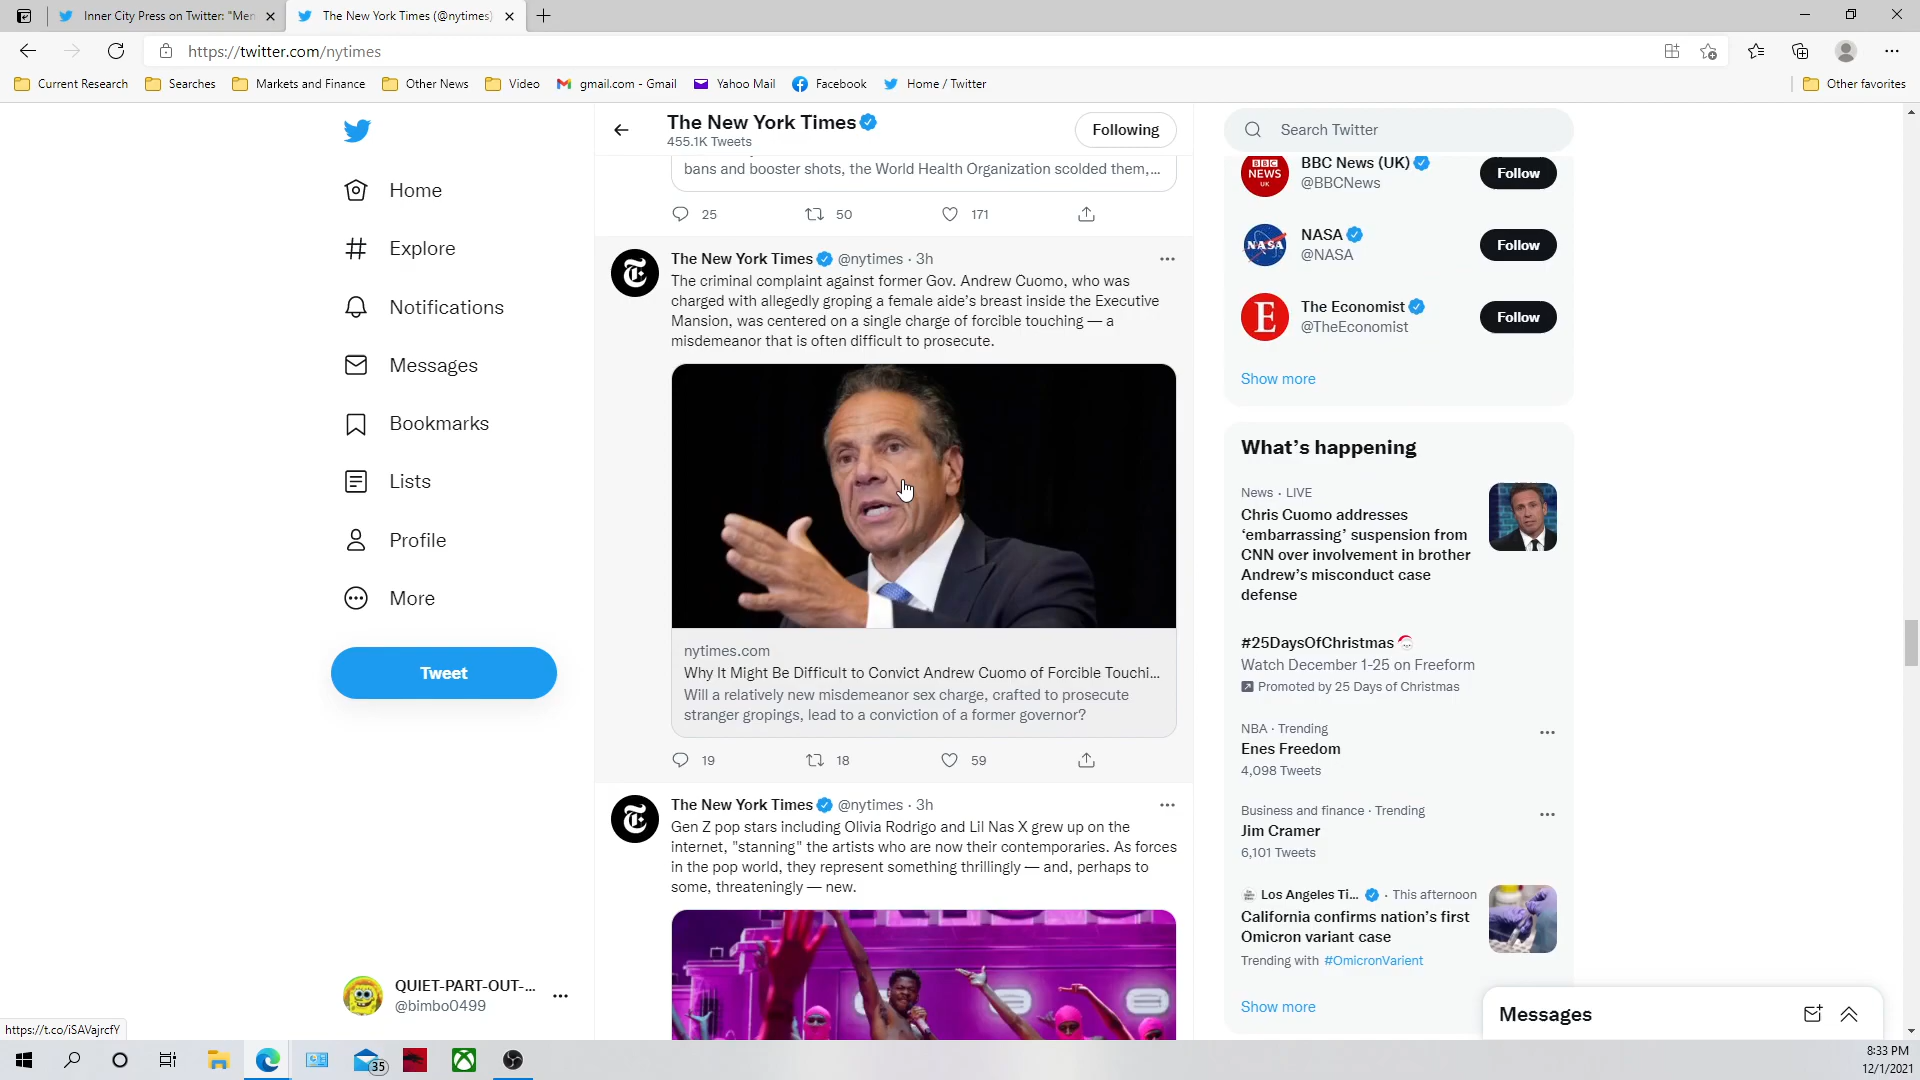 Inner City Press on Twitter: "Men
The New York Times (@nytimes)
https://twitter.com/nytimes
Current Research
Searches
Markets and Finance
Other News
Video
gmail.com - Gmail
Yahoo Mail
Facebook
Home / Twitter
Other favorites
Home
Explore
Notifications
Messages
Bookmarks
Lists
Profile
More
Tweet
QUIET-PART-OUT-...
@bimbo0499
https://t.co/iSAVajrcfY
The New York Times
455.1K Tweets
Following
bans and booster shots, the World Health Organization scolded them,...
25 50 171
The New York Times @nytimes · 3h
The criminal complaint against former Gov. Andrew Cuomo, who was
charged with allegedly groping a female aide's breast inside the Executive
Mansion, was centered on a single charge of forcible touching — a
misdemeanor that is often difficult to prosecute.
nytimes.com
Why It Might Be Difficult to Convict Andrew Cuomo of Forcible Touchi...
Will a relatively new misdemeanor sex charge, crafted to prosecute
stranger gropings, lead to a conviction of a former governor?
19 18 59
The New York Times @nytimes · 3h
Gen Z pop stars including Olivia Rodrigo and Lil Nas X grew up on the
internet, "stanning" the artists who are now their contemporaries. As forces
in the pop world, they represent something thrillingly — and, perhaps to
some, threateningly — new.
Search Twitter
BBC NEWS UK
BBC News (UK)
@BBCNews
Follow
NASA
NASA
@NASA
Follow
E
The Economist
@TheEconomist
Follow
Show more
What's happening
News · LIVE
Chris Cuomo addresses
'embarrassing' suspension from
CNN over involvement in brother
Andrew's misconduct case
defense
#25DaysOfChristmas
Watch December 1-25 on Freeform
Promoted by 25 Days of Christmas
NBA · Trending
Enes Freedom
4,098 Tweets
Business and finance · Trending
Jim Cramer
6,101 Tweets
Los Angeles Ti... · This afternoon
California confirms nation's first
Omicron variant case
Trending with #OmicronVarient
Show more
Messages
35
8:33 PM
12/1/2021